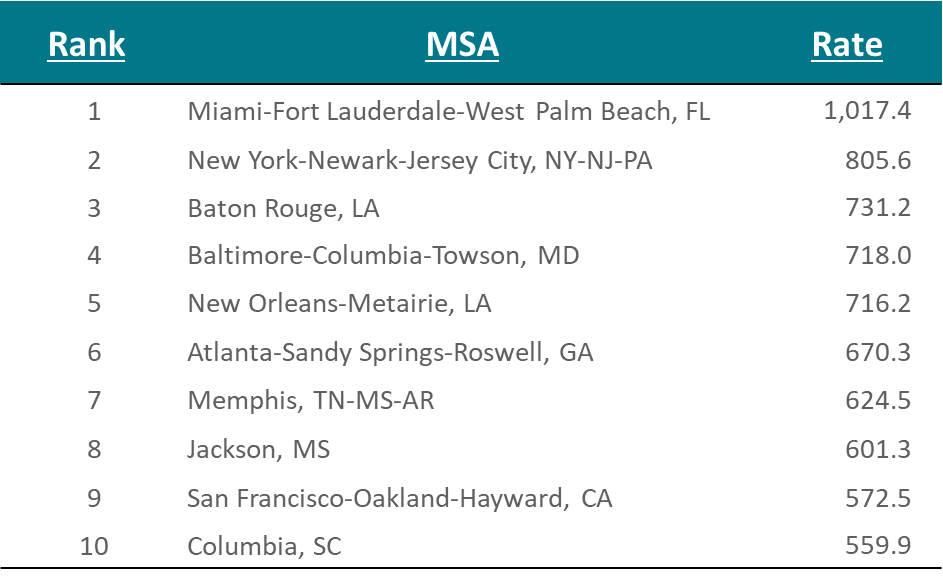 Rank MSA Rate
1 Miami-Fort Lauderdale-West Palm Beach, FL 1,017.4
2 New York-Newark-Jersey City, NY-NJ-PA 805.6
3 Baton Rouge, LA 731.2
4 Baltimore-Columbia-Towson, MD 718.0
5 New Orleans-Metairie, LA 716.2
6 Atlanta-Sandy Springs-Roswell, GA 670.3
7 Memphis, TN-MS-AR 624.5
8 Jackson, MS 601.3
9 San Francisco-Oakland-Hayward, CA 572.5
10 Columbia, SC 559.9